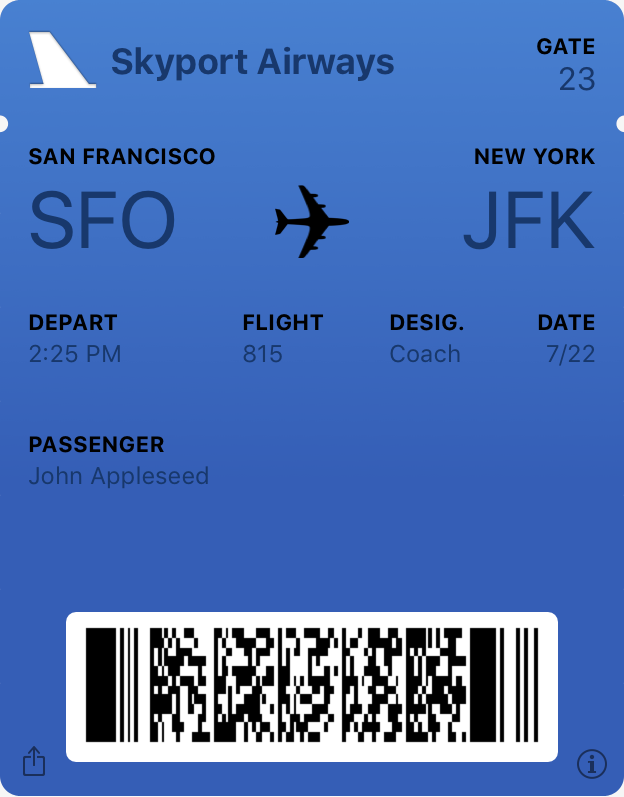 Skyport Airways
GATE
23
SAN FRANCISCO
NEW YORK
SFO
JFK
DEPART
FLIGHT
DESIG.
DATE
2:25 PM
815
Coach
7/22
PASSENGER
John Appleseed